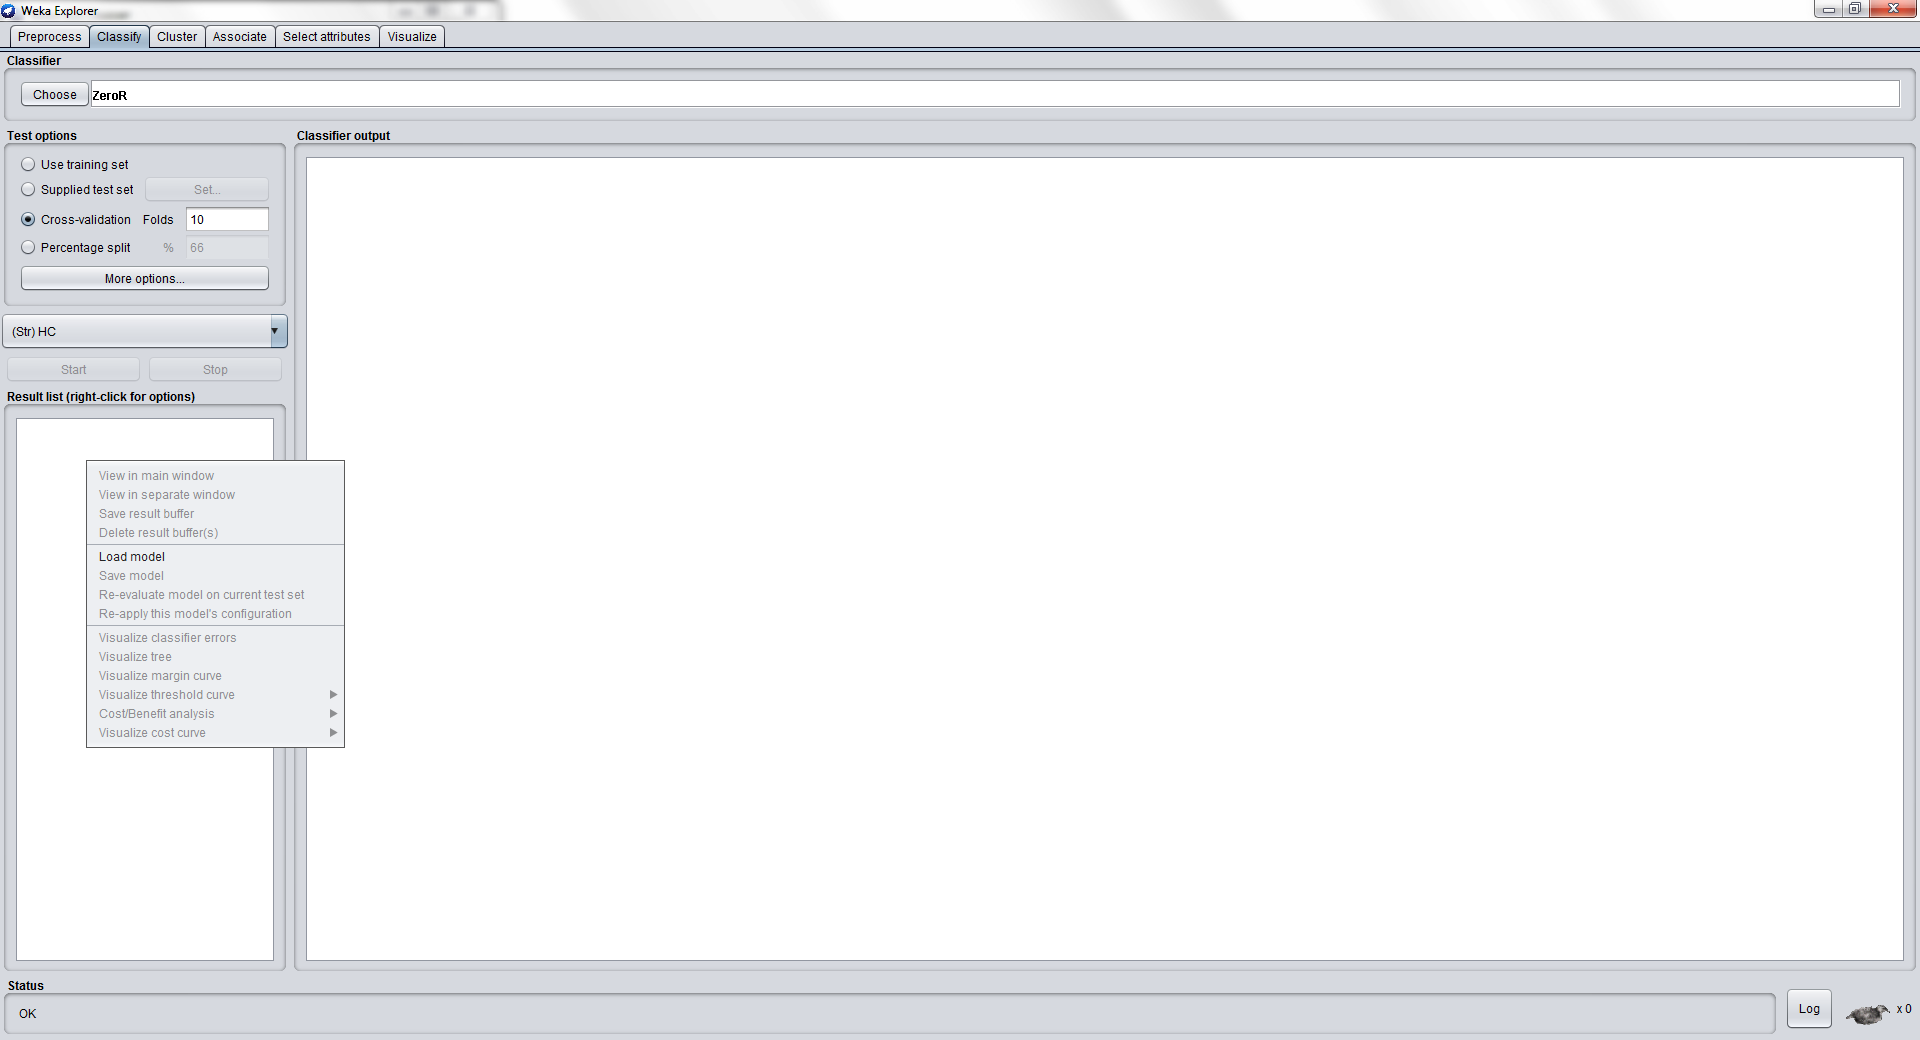 Weka Explorer
Preprocess Classify Cluster Associate Select attributes Visualize
Classifier
Choose ZeroR
Test options
Use training set
Supplied test set Set...
Cross-validation Folds 10
Percentage split % 66
More options...
(Str) HC
Start Stop
Result list (right-click for options)
View in main window
View in separate window
Save result buffer
Delete result buffer(s)
Load model
Save model
Re-evaluate model on current test set
Re-apply this model's configuration
Visualize classifier errors
Visualize tree
Visualize margin curve
Visualize threshold curve
Cost/Benefit analysis
Visualize cost curve
Classifier output
Status
OK
Log
x 0